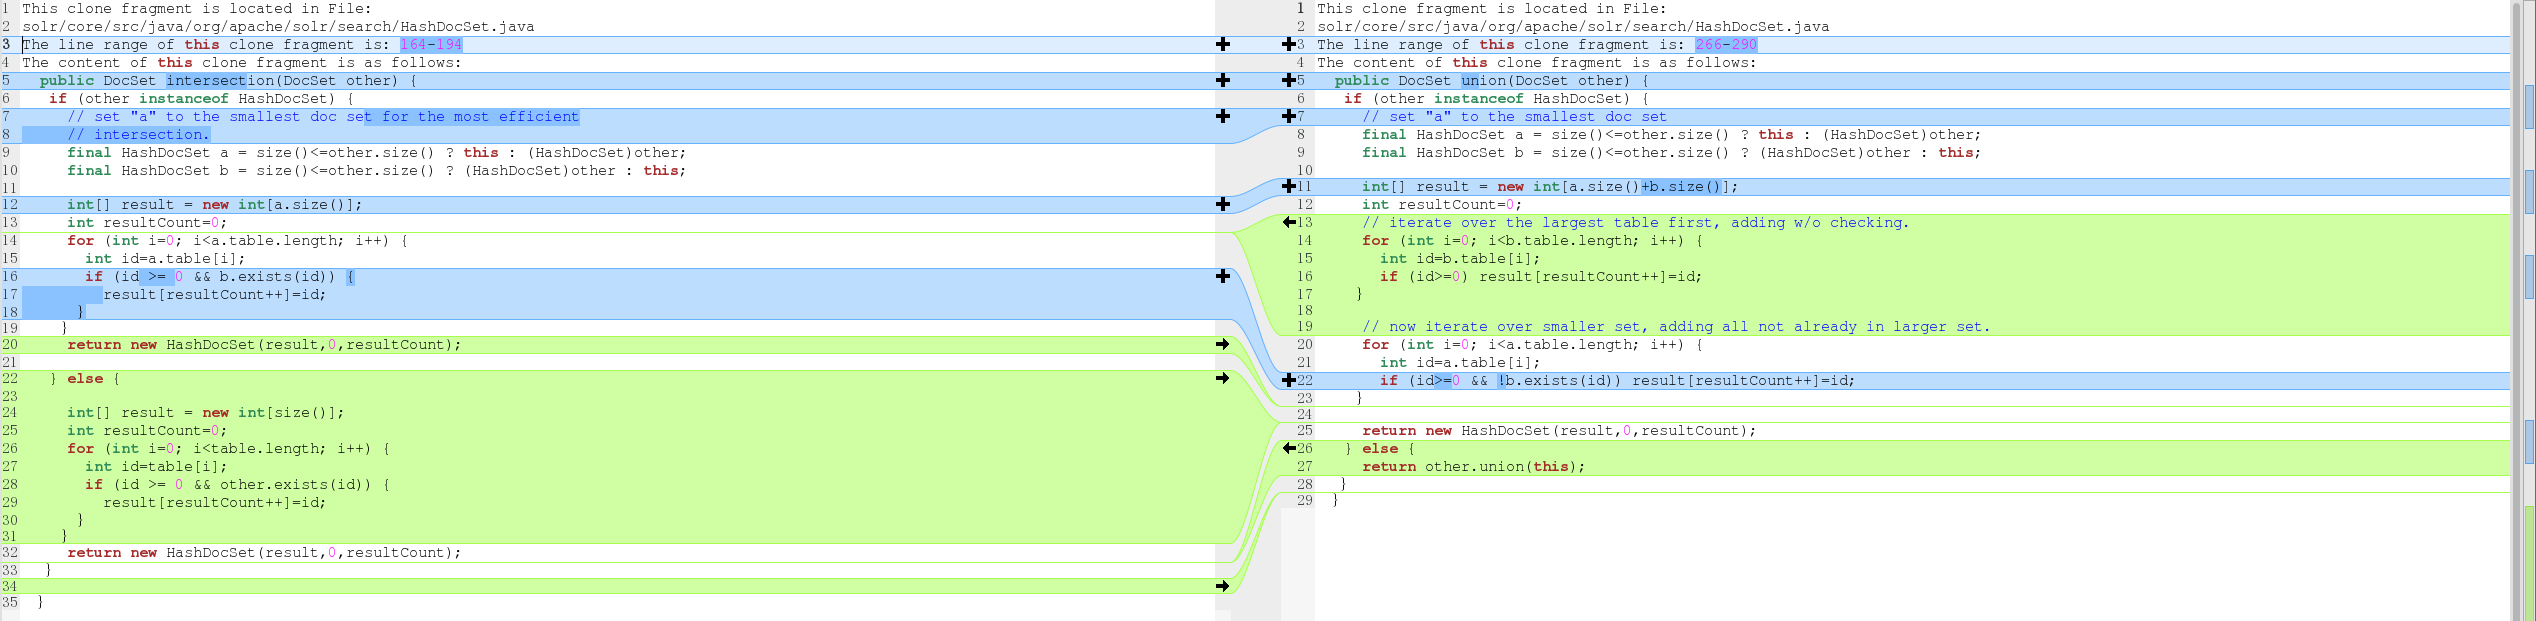 1 This clone fragment is located in File:
2 solr/core/src/java/org/apache/solr/search/HashDocSet.java
3 The line range of this clone fragment is: 164-194
4 The content of this clone fragment is as follows:
5   public DocSet intersection(DocSet other) {
6    if (other instanceof HashDocSet) {
7      // set "a" to the smallest doc set for the most efficient
8      // intersection.
9      final HashDocSet a = size()<=other.size() ? this : (HashDocSet)other;
10      final HashDocSet b = size()<=other.size() ? (HashDocSet)other : this;
11
12      int[] result = new int[a.size()];
13      int resultCount=0;
14      for (int i=0; i<a.table.length; i++) {
15        int id=a.table[i];
16        if (id >= 0 && b.exists(id)) {
17          result[resultCount++]=id;
18        }
19      }
20      return new HashDocSet(result,0,resultCount);
21
22    } else {
23
24      int[] result = new int[size()];
25      int resultCount=0;
26      for (int i=0; i<table.length; i++) {
27        int id=table[i];
28        if (id >= 0 && other.exists(id)) {
29          result[resultCount++]=id;
30        }
31      }
32      return new HashDocSet(result,0,resultCount);
33    }
34
35   }
1 This clone fragment is located in File:
2 solr/core/src/java/org/apache/solr/search/HashDocSet.java
3 The line range of this clone fragment is: 266-290
4 The content of this clone fragment is as follows:
5   public DocSet union(DocSet other) {
6    if (other instanceof HashDocSet) {
7      // set "a" to the smallest doc set
8      final HashDocSet a = size()<=other.size() ? this : (HashDocSet)other;
9      final HashDocSet b = size()<=other.size() ? (HashDocSet)other : this;
10
11      int[] result = new int[a.size()+b.size()];
12      int resultCount=0;
13      // iterate over the largest table first, adding w/o checking.
14      for (int i=0; i<b.table.length; i++) {
15        int id=b.table[i];
16        if (id>=0) result[resultCount++]=id;
17      }
18
19      // now iterate over smaller set, adding all not already in larger set.
20      for (int i=0; i<a.table.length; i++) {
21        int id=a.table[i];
22        if (id>=0 && !b.exists(id)) result[resultCount++]=id;
23      }
24
25      return new HashDocSet(result,0,resultCount);
26    } else {
27      return other.union(this);
28    }
29   }